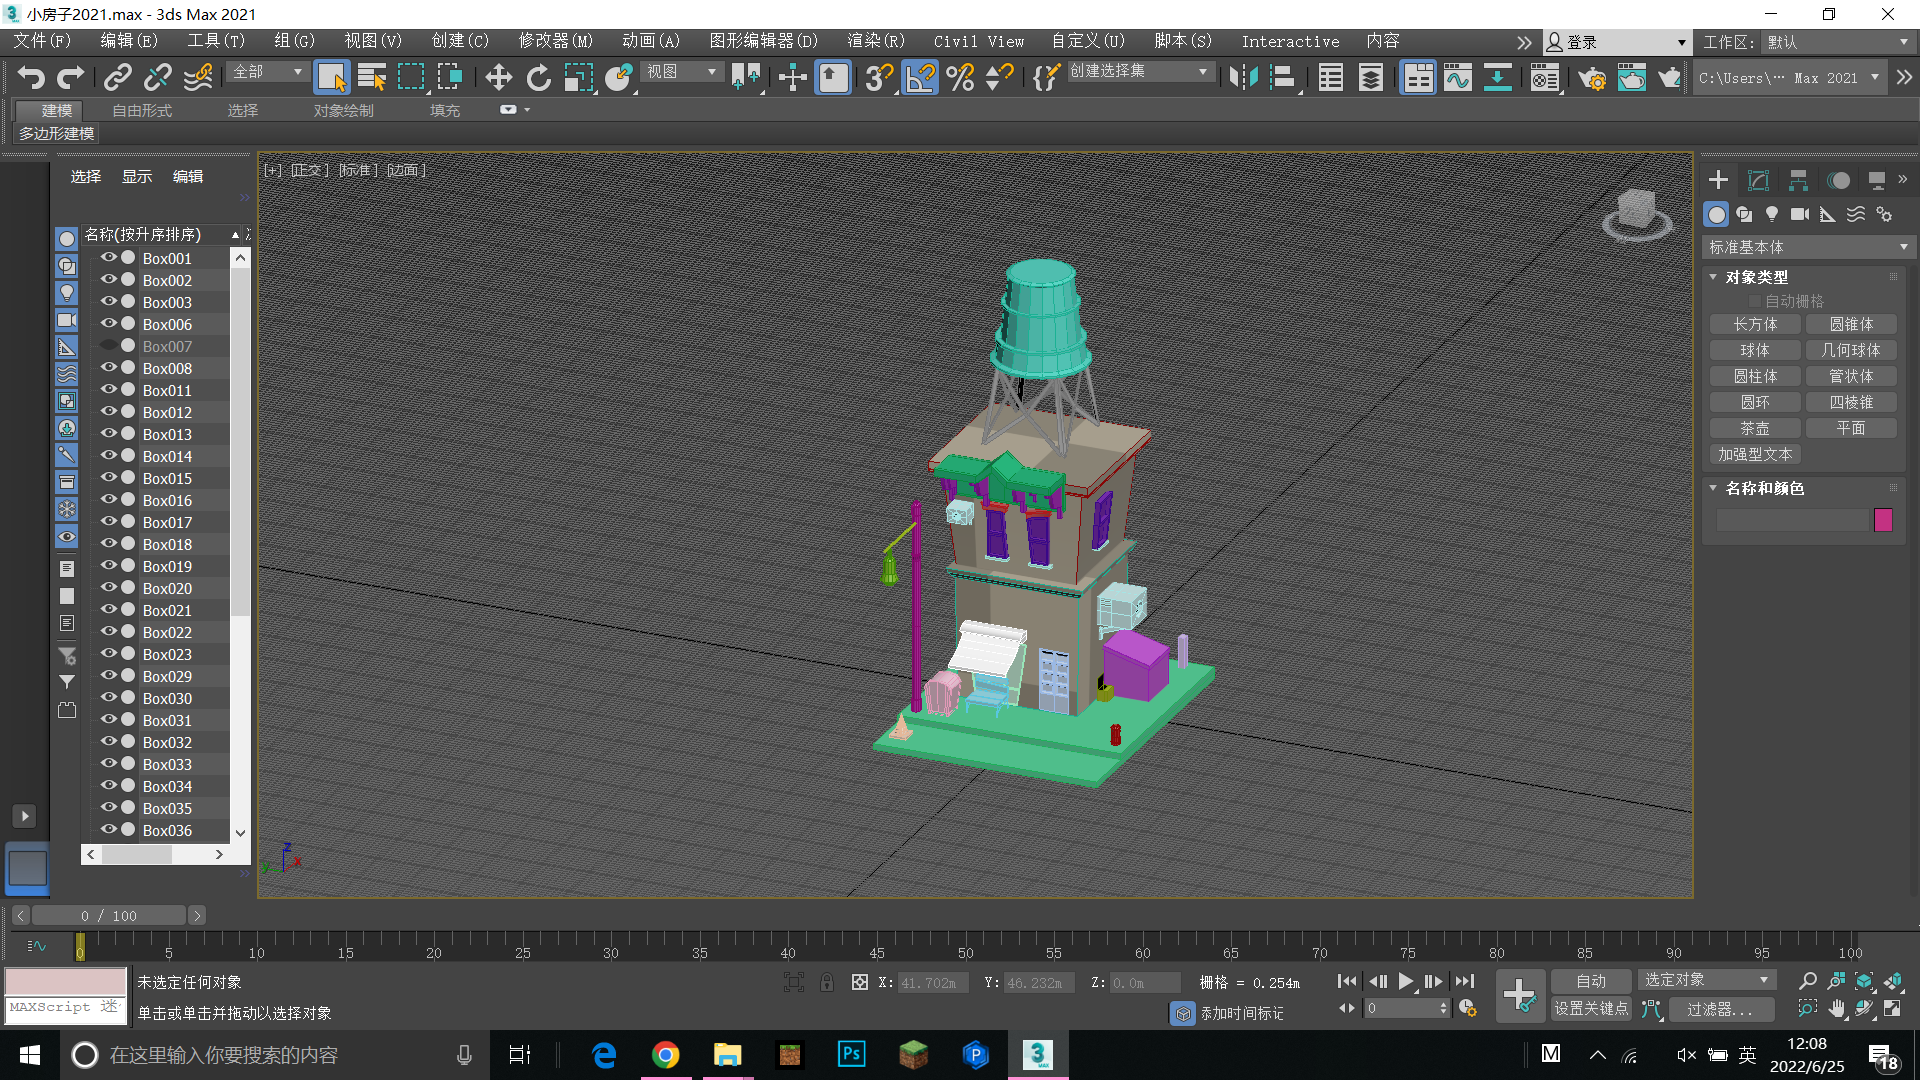 小房子2021.max - 3ds Max 2021
文件(F) 编辑(E) 工具(T) 组(G) 视图(V) 创建(C) 修改器(M) 动画(A) 图形编辑器(D) 渲染(R) Civil View 自定义(U) 脚本(S) Interactive 内容 登录 工作区: 默认
全部 视图 创建选择集 C:\Users\··· Max 2021
建模 自由形式 选择 对象绘制 填充
多边形建模
选择 显示 编辑
名称(按升序排序)
Box001
Box002
Box003
Box006
Box007
Box008
Box011
Box012
Box013
Box014
Box015
Box016
Box017
Box018
Box019
Box020
Box021
Box022
Box023
Box029
Box030
Box031
Box032
Box033
Box034
Box035
Box036
[+] [正交] [标准] [边面]
z
x
y
标准基本体
对象类型
自动栅格
长方体 圆锥体
球体 几何球体
圆柱体 管状体
圆环 四棱锥
茶壶 平面
加强型文本
名称和颜色
0 / 100
0 5 10 15 20 25 30 35 40 45 50 55 60 65 70 75 80 85 90 95 100
未选定任何对象 X: 41.702m Y: 46.232m Z: 0.0m 栅格 = 0.254m 自动 选定对象
MAXScript 迷
单击或单击并拖动以选择对象 添加时间标记 0 设置关键点 过滤器...
在这里输入你要搜索的内容
Ps
P
3
MAX
M
英
12:08
2022/6/25
18